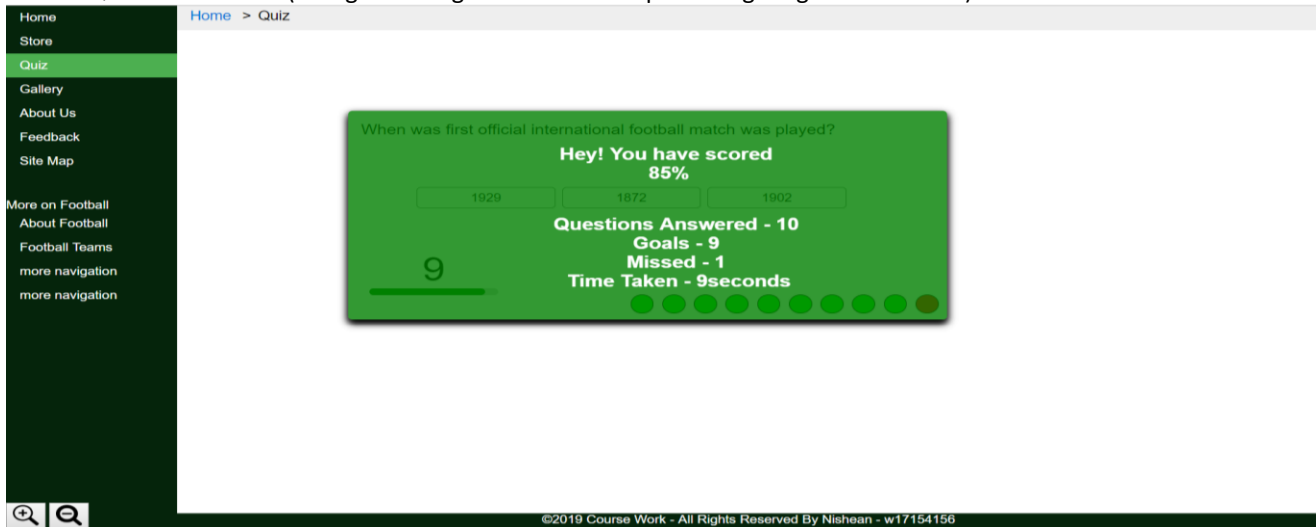 Home
Store
Quiz
Gallery
About Us
Feedback
Site Map
More on Football
About Football
Football Teams
more navigation
more navigation
Home > Quiz
When was first official international football match was played?
Hey! You have scored
85%
1929 1872 1902
Questions Answered - 10
Goals - 9
Missed - 1
Time Taken - 9seconds
9
©2019 Course Work - All Rights Reserved By Nishean - w17154156